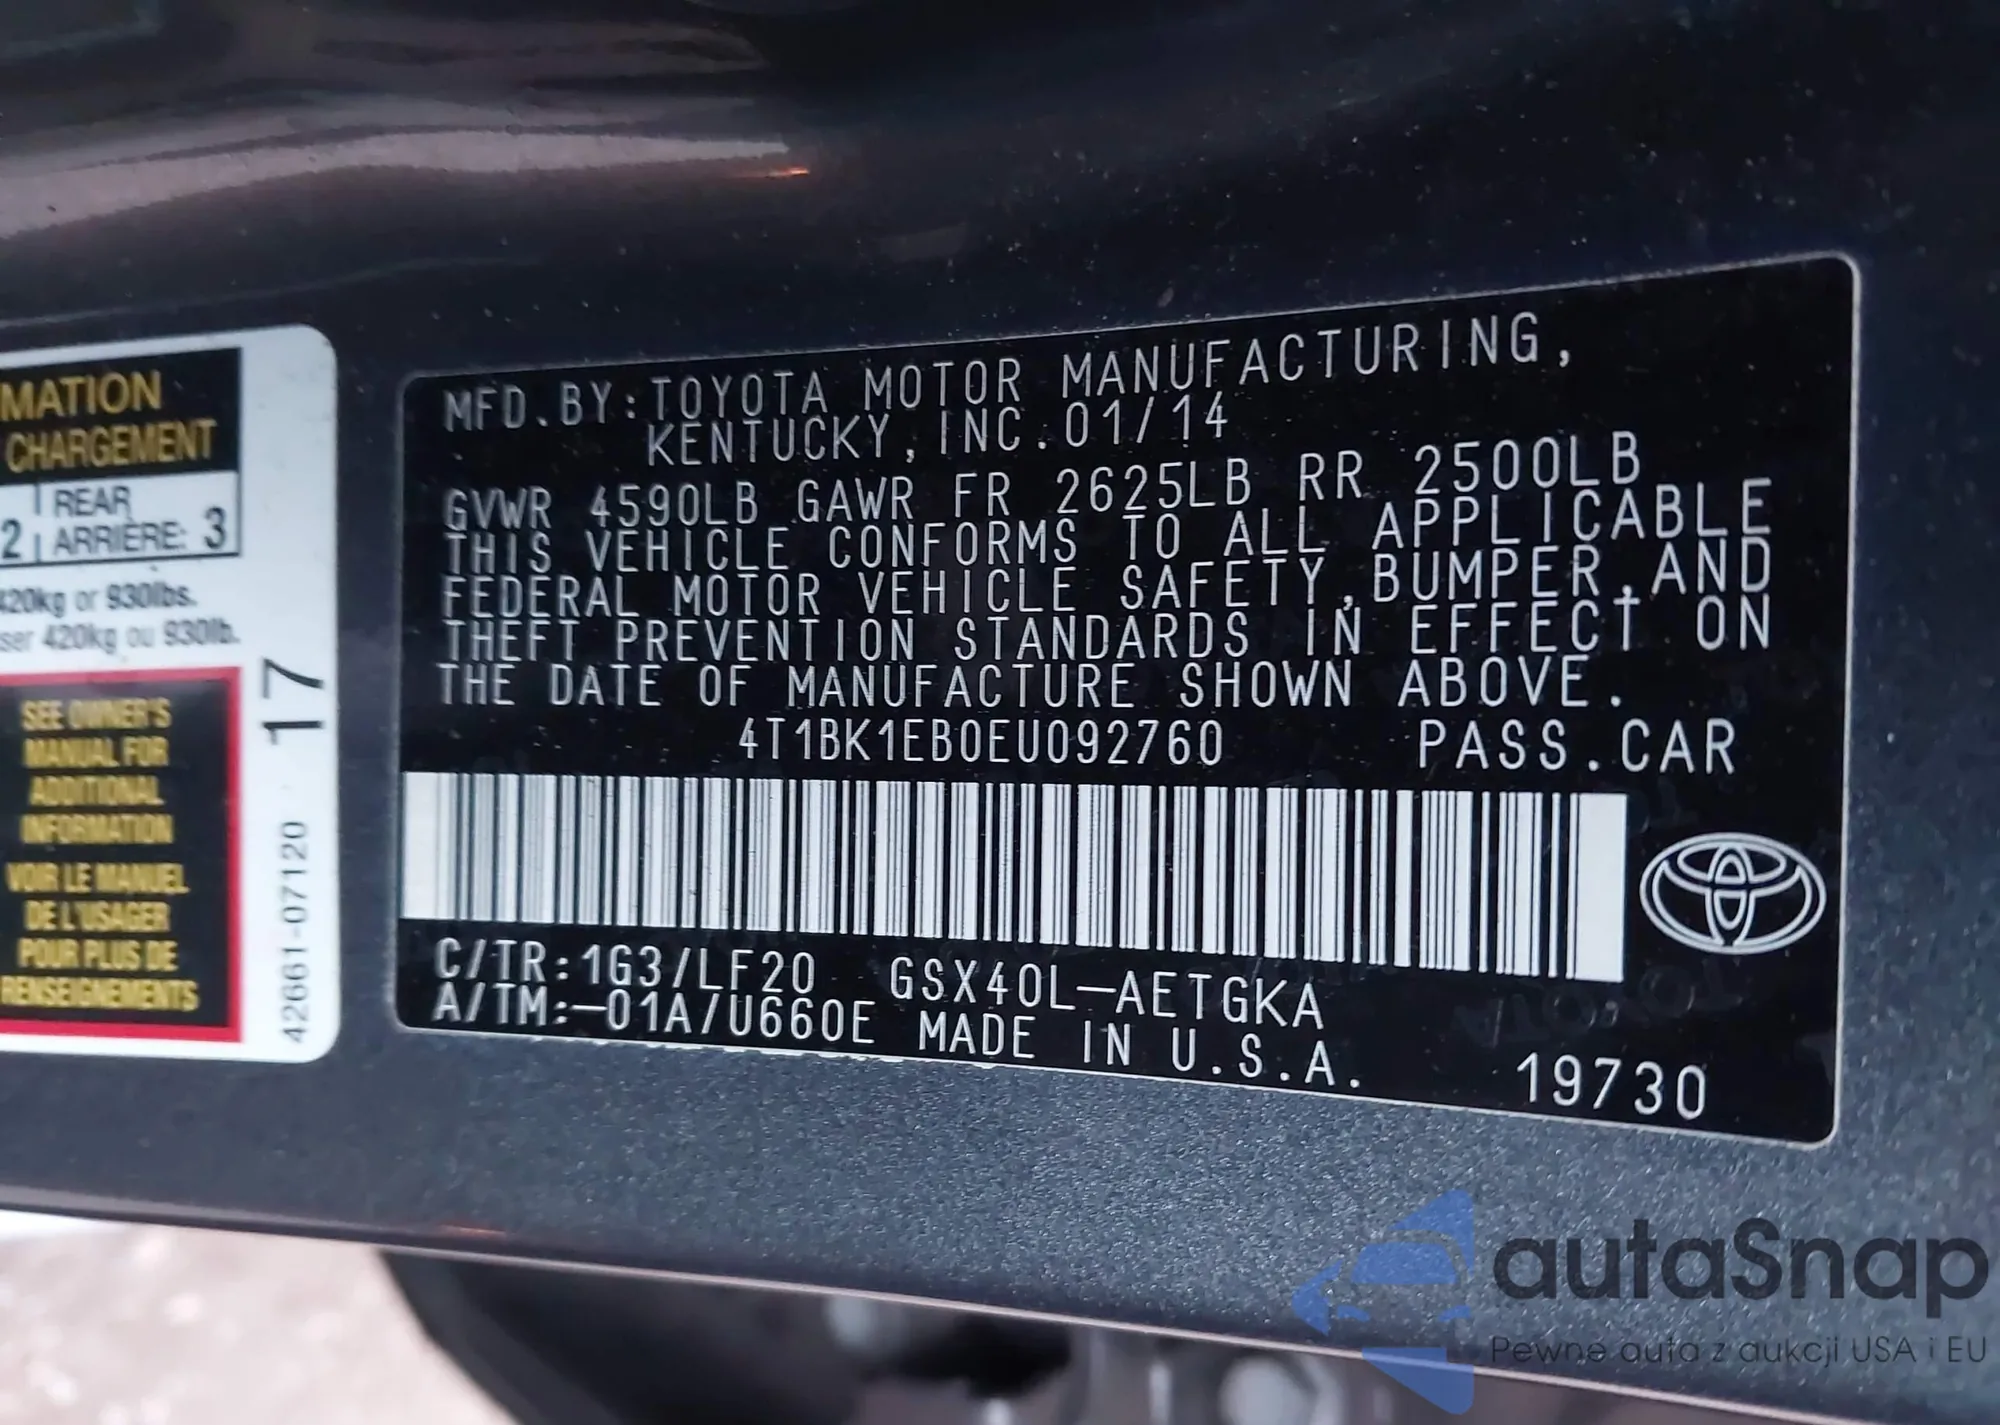 MATION
CHARGEMENT
REAR
2 ARRIÈRE: 3
420kg or 930lbs.
ser 420kg ou 930lb.
SEE OWNER'S
MANUAL FOR
ADDITIONAL
INFORMATION
VOIR LE MANUEL
DE L'USAGER
POUR PLUS DE
RENSEIGNEMENTS
17
42661-07120
MFD.BY:TOYOTA MOTOR MANUFACTURING,
KENTUCKY,INC.01/14
GVWR 4590LB GAWR FR 2625LB RR 2500LB
THIS VEHICLE CONFORMS TO ALL APPLICABLE
FEDERAL MOTOR VEHICLE SAFETY,BUMPER,AND
THEFT PREVENTION STANDARDS IN EFFECT ON
THE DATE OF MANUFACTURE SHOWN ABOVE.
4T1BK1EB0EU092760 PASS.CAR
C/TR:1G3/LF20 GSX40L-AETGKA
A/TM:-01A/U660E MADE IN U.S.A.
19730
autaSnap
Pewne auta z aukcji USA i EU